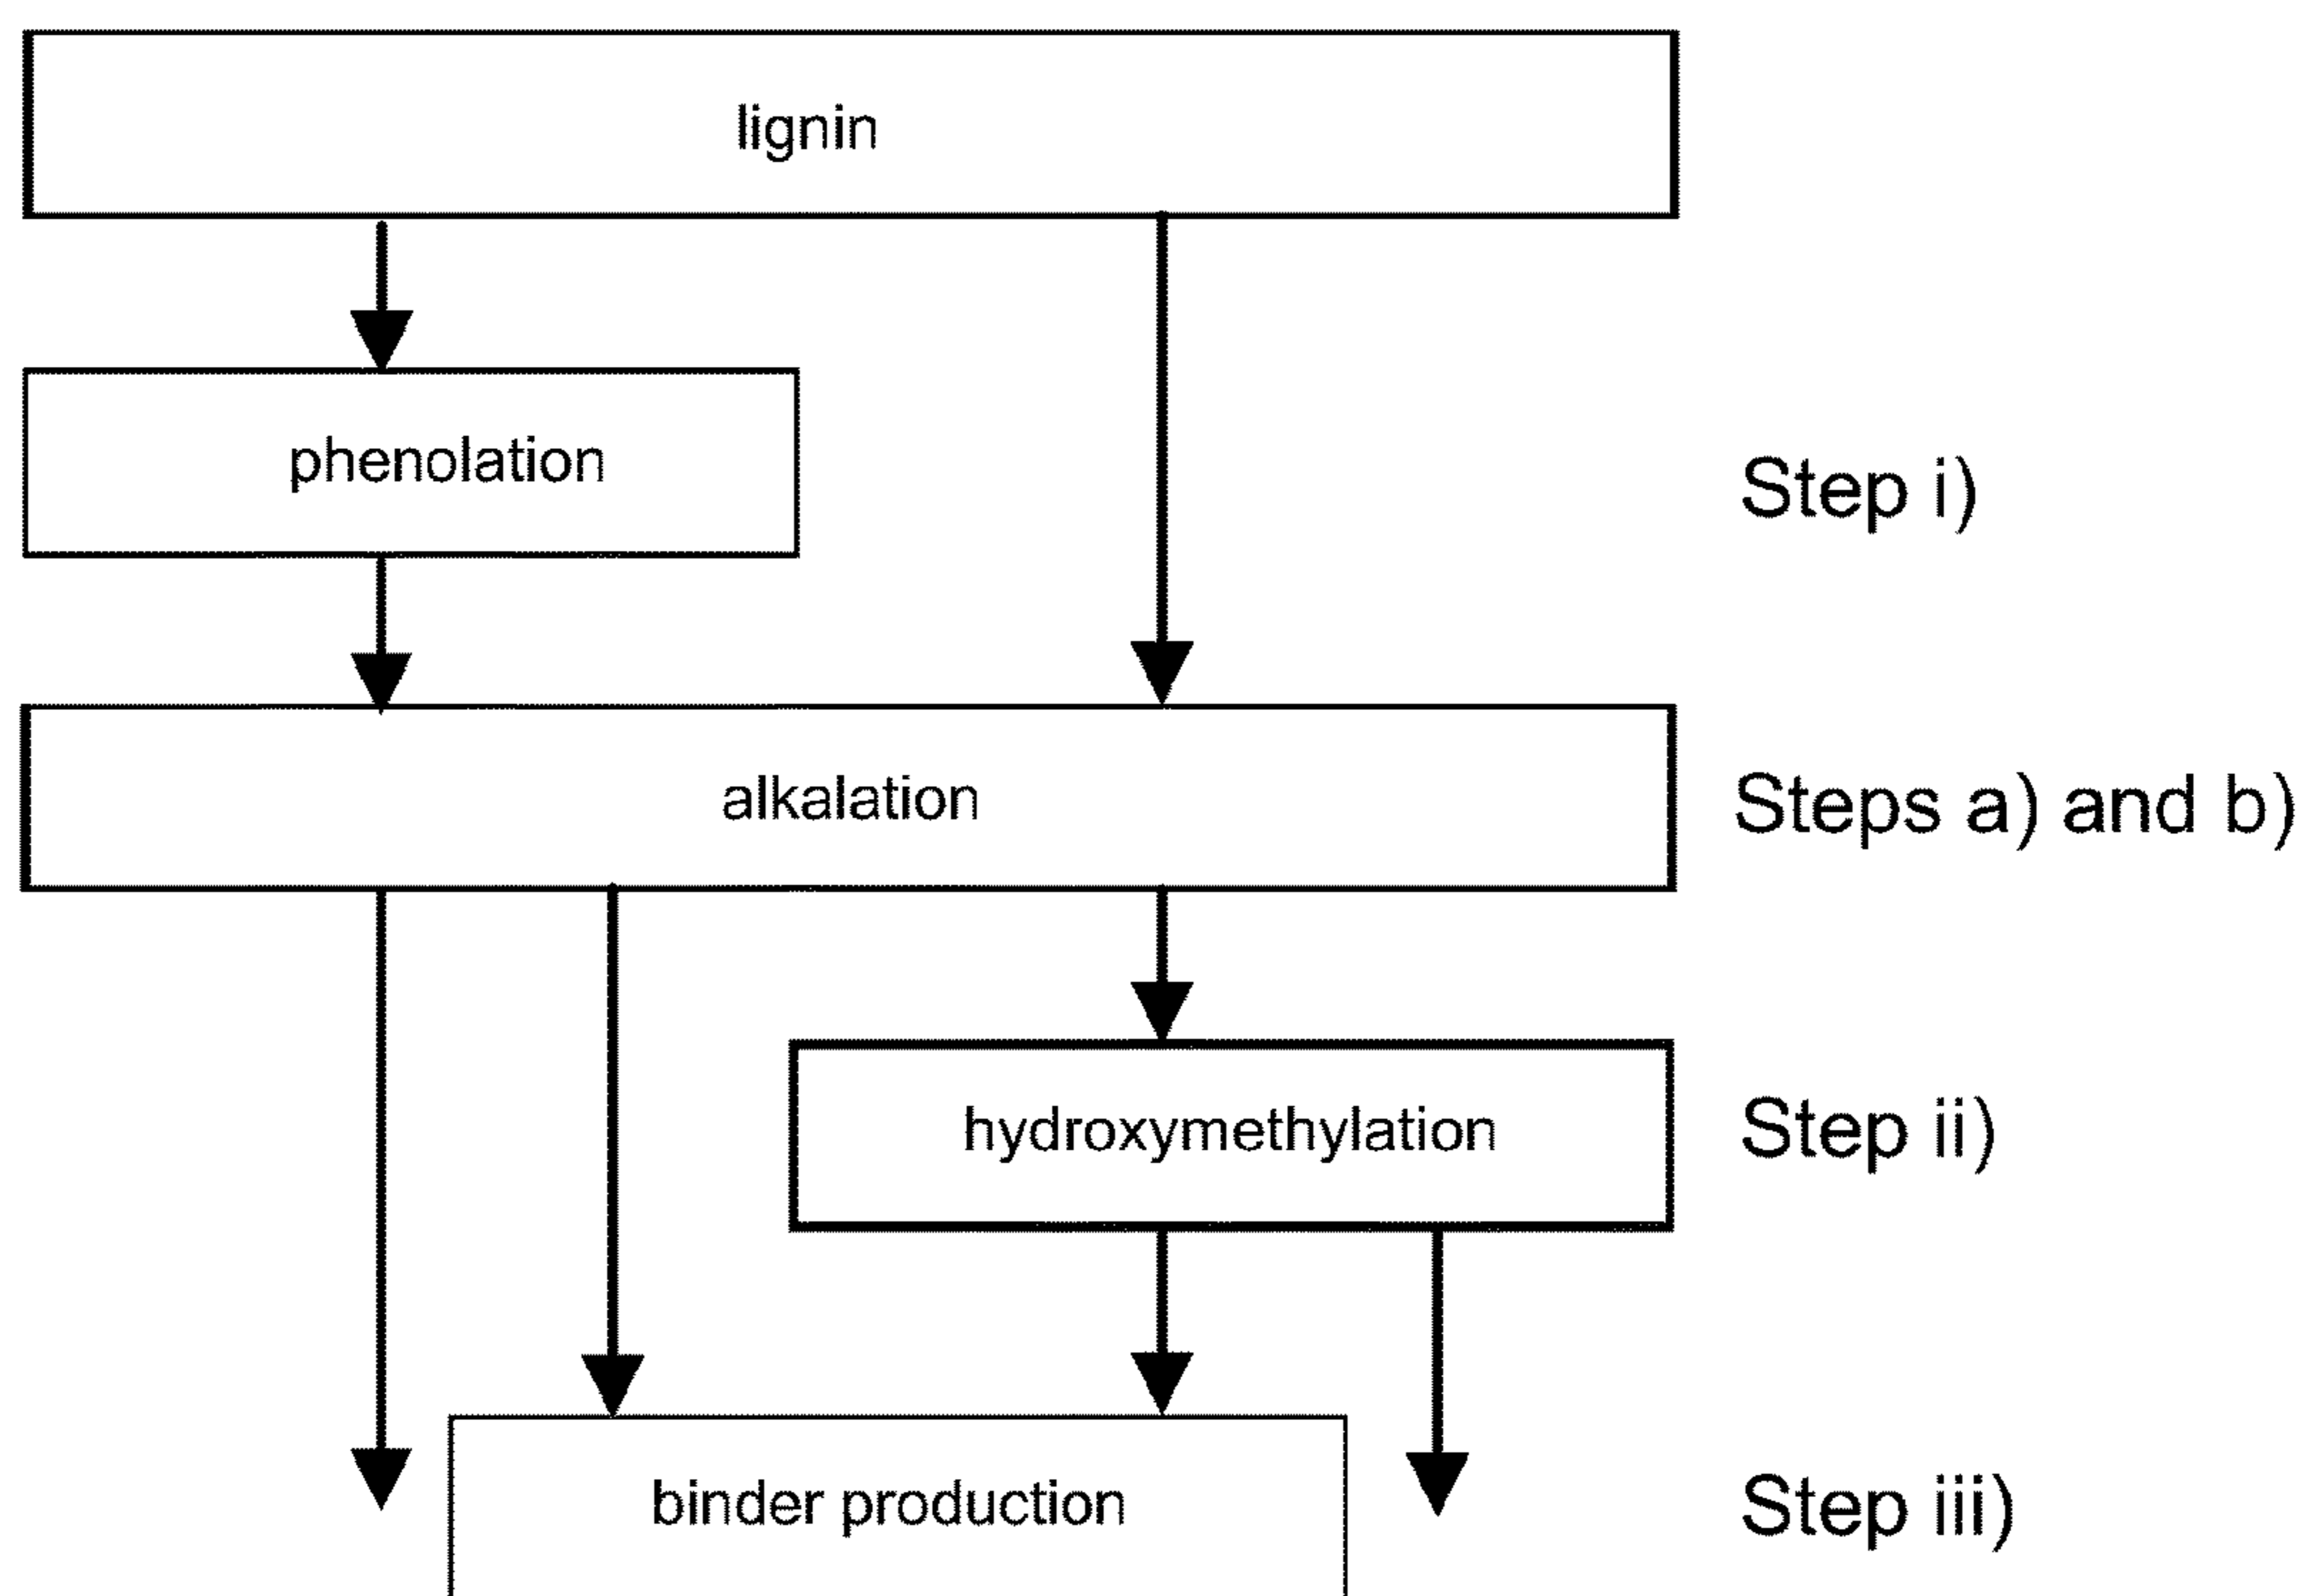 lignin
phenolation
Step i)
alkalation
Steps a) and b)
hydroxymethylation
Step ii)
binder production
Step iii)